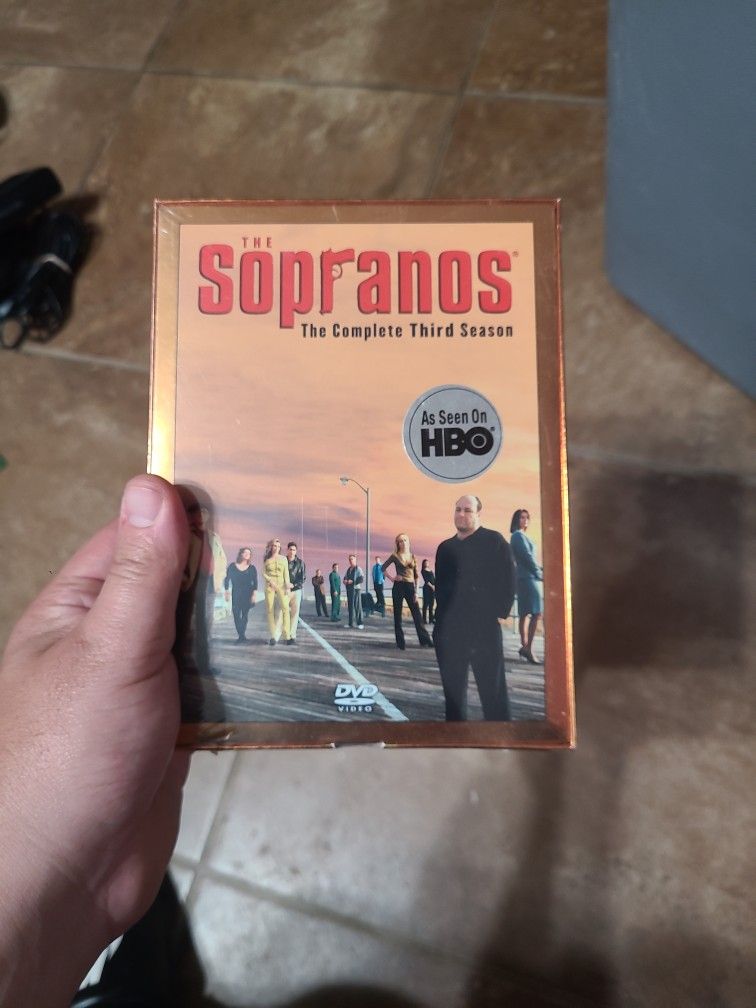 THE
Sopranos®
The Complete Third Season
As Seen On
HBO®
DVD
VIDEO